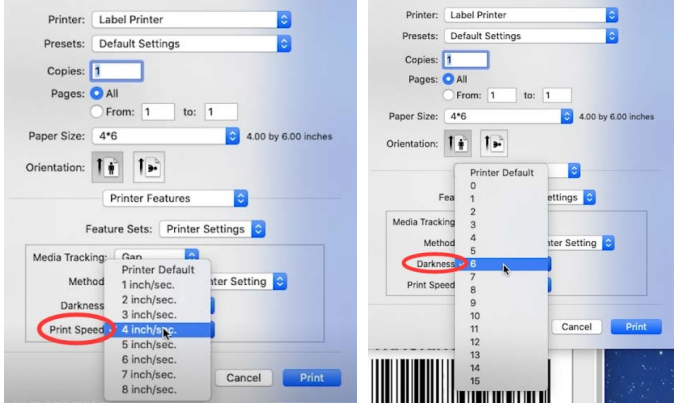 Printer: Label Printer
Presets: Default Settings
Copies: 1
Pages: All
From: 1 to: 1
Paper Size: 4*6 4.00 by 6.00 inches
Orientation:
Printer Features
Feature Sets: Printer Settings
Media Tracking: Gap
Printer Default
Method nter Setting
1 inch/sec.
2 inch/sec.
Darkness
3 inch/sec.
Print Speed 4 inch/sec.
5 inch/sec.
6 inch/sec.
7 inch/sec.
8 inch/sec.
Cancel Print
Printer: Label Printer
Presets: Default Settings
Copies: 1
Pages: All
From: 1 to: 1
Paper Size: 4*6 4.00 by 6.00 inches
Orientation:
Printer Default
0
Fea 1 ettings
2
Media Tracking 3
4
Method nter Setting
5
Darkness 6
7
Print Speed 8
9
10
11 Cancel Print
12
13
14
15